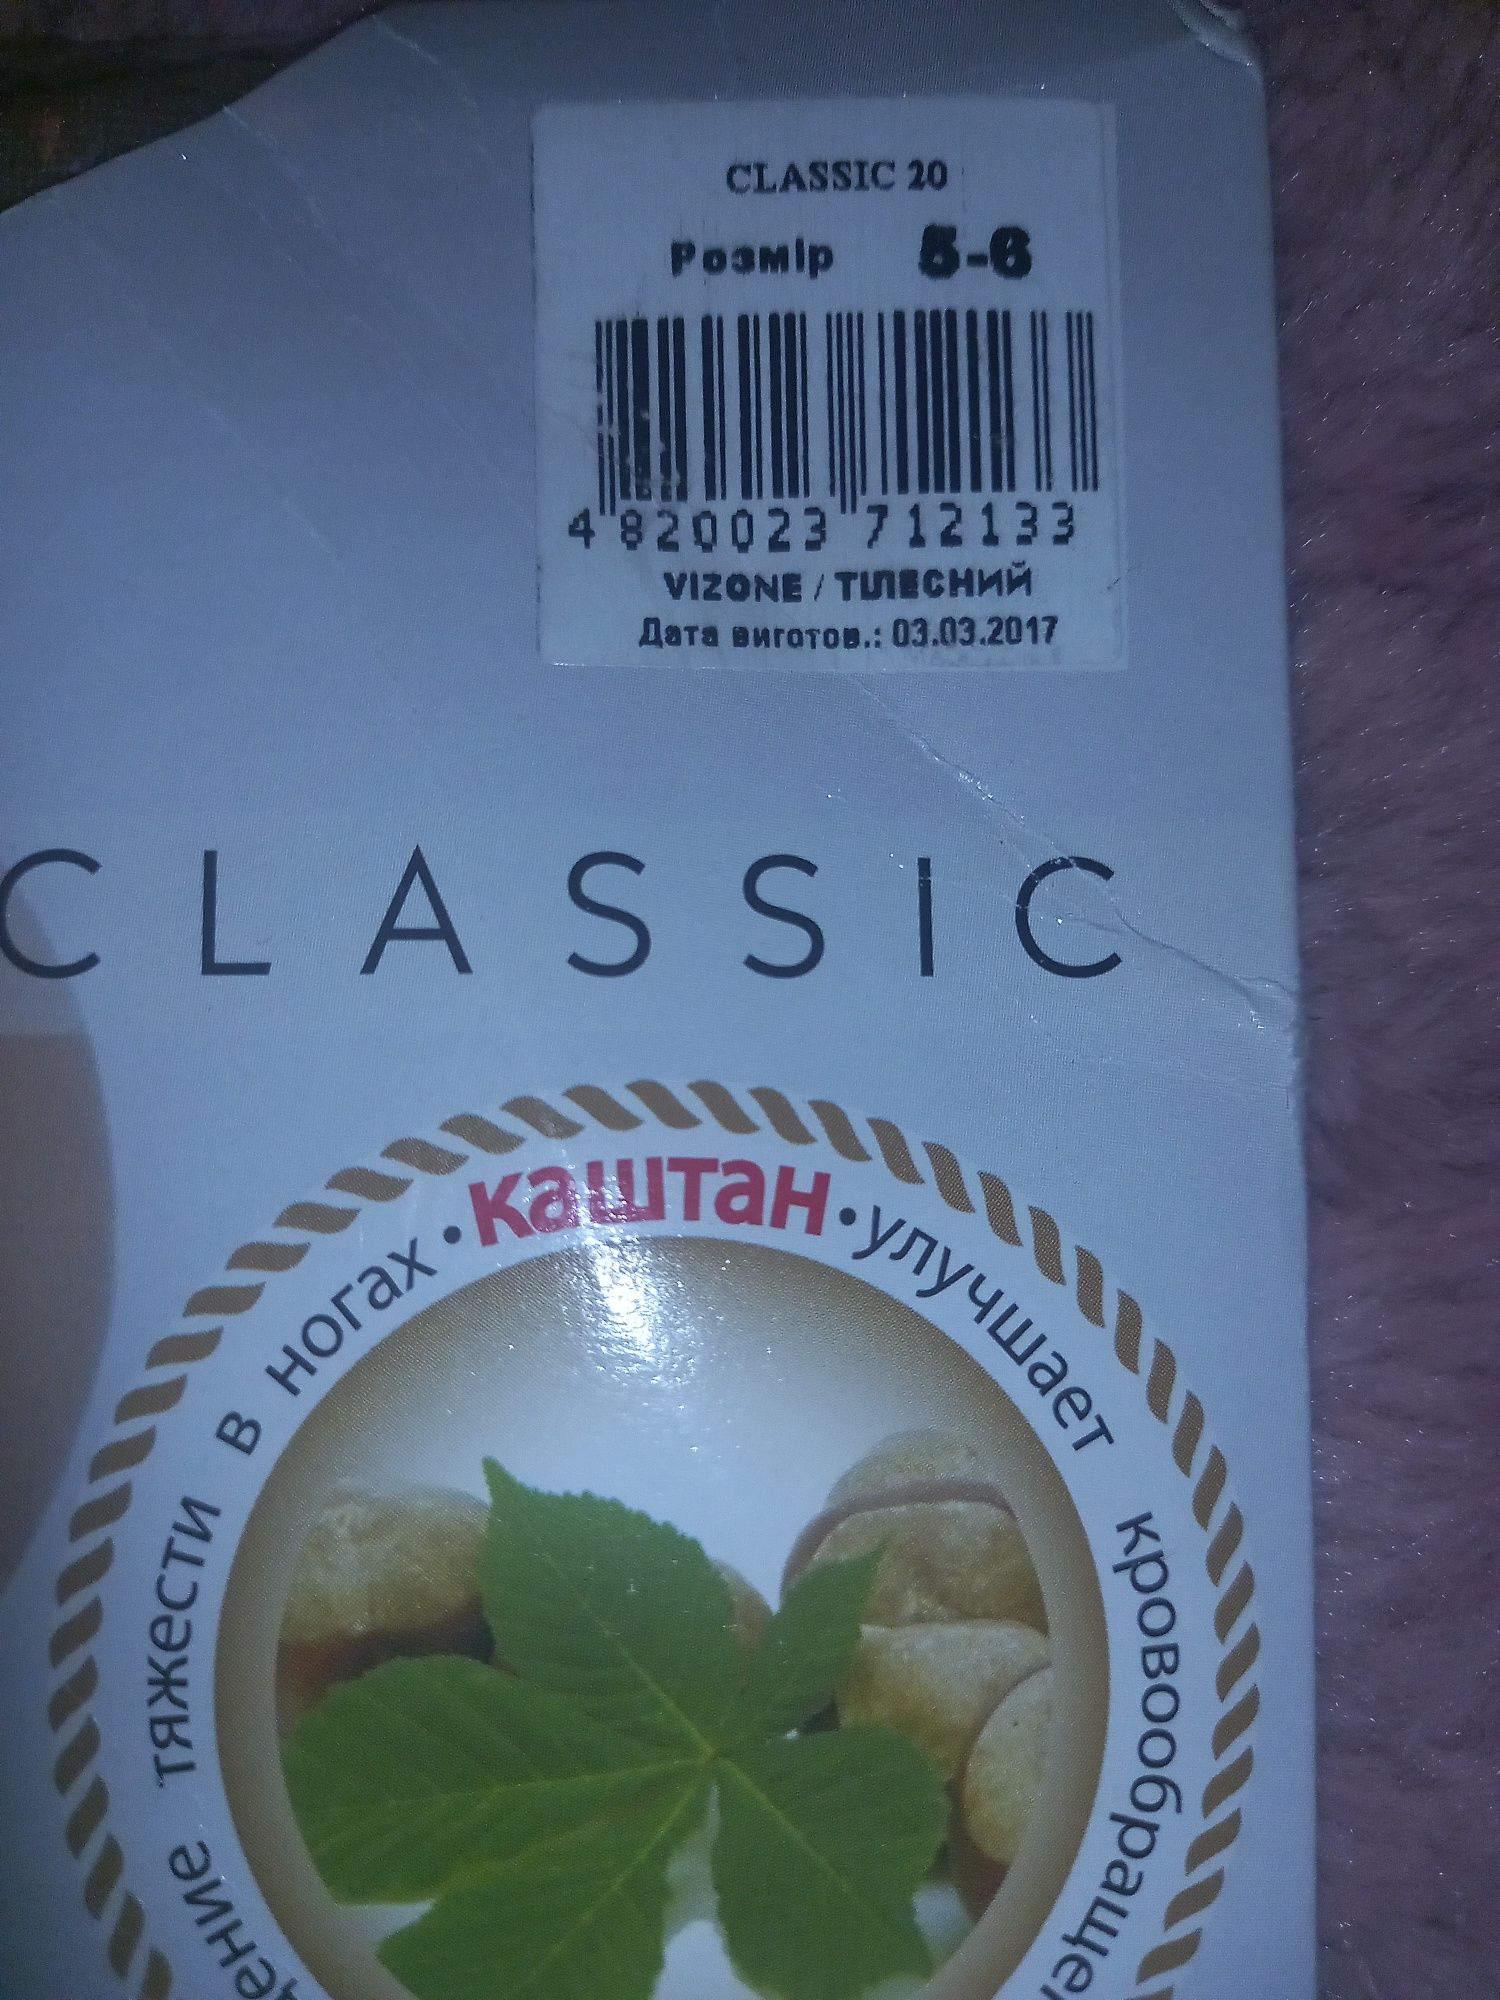 CLASSIC 20
Розмір 5-6
4 820023 712133
VIZONE / ТІЛЕСНИЙ
Дата виготов.: 03.03.2017
CLASSIC
тяжести в ногах • каштан • улучшает